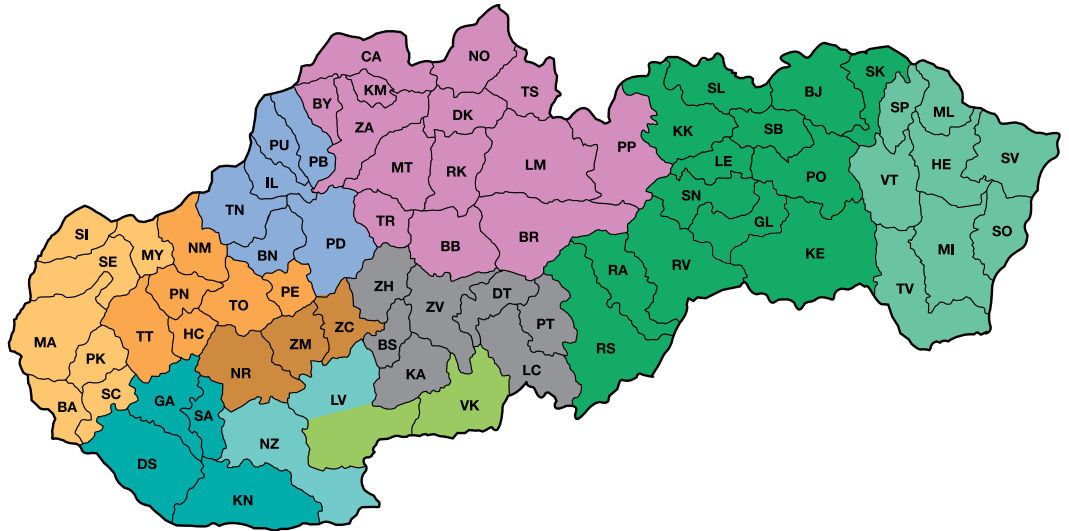 NO
CA
KM
TS
SK
SL
BJ
BY
SP
ML
DK
ZA
KK
SB
PU
PB
PP
LE
HE
SV
MT
RK
LM
PO
VT
IL
SN
TN
TR
GL
SO
SI
NM
BB
BR
MY
BN
PD
SE
RA
RV
KE
MI
ZH
DT
TV
PN
TO
PE
ZV
MA
TT
HC
ZM
ZC
PT
BS
RS
PK
NR
KA
LC
SC
GA
LV
VK
BA
SA
NZ
DS
KN